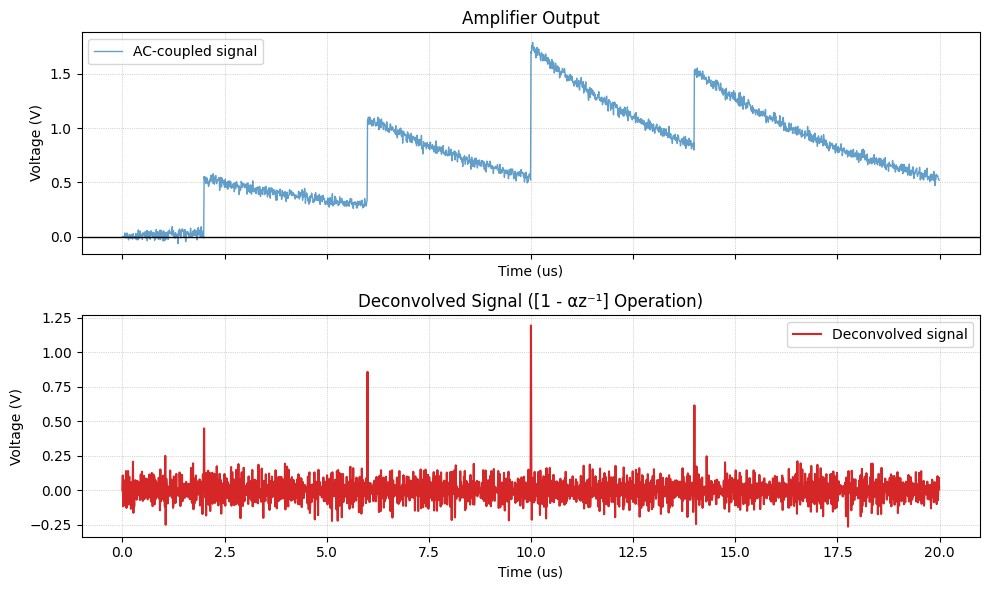 Amplifier Output
AC-coupled signal
Voltage (V)
1.5
1.0
0.5
0.0
Time (us)
Deconvolved Signal ([1 - αz⁻¹] Operation)
Deconvolved signal
Voltage (V)
1.25
1.00
0.75
0.50
0.25
0.00
−0.25
0.0 2.5 5.0 7.5 10.0 12.5 15.0 17.5 20.0
Time (us)